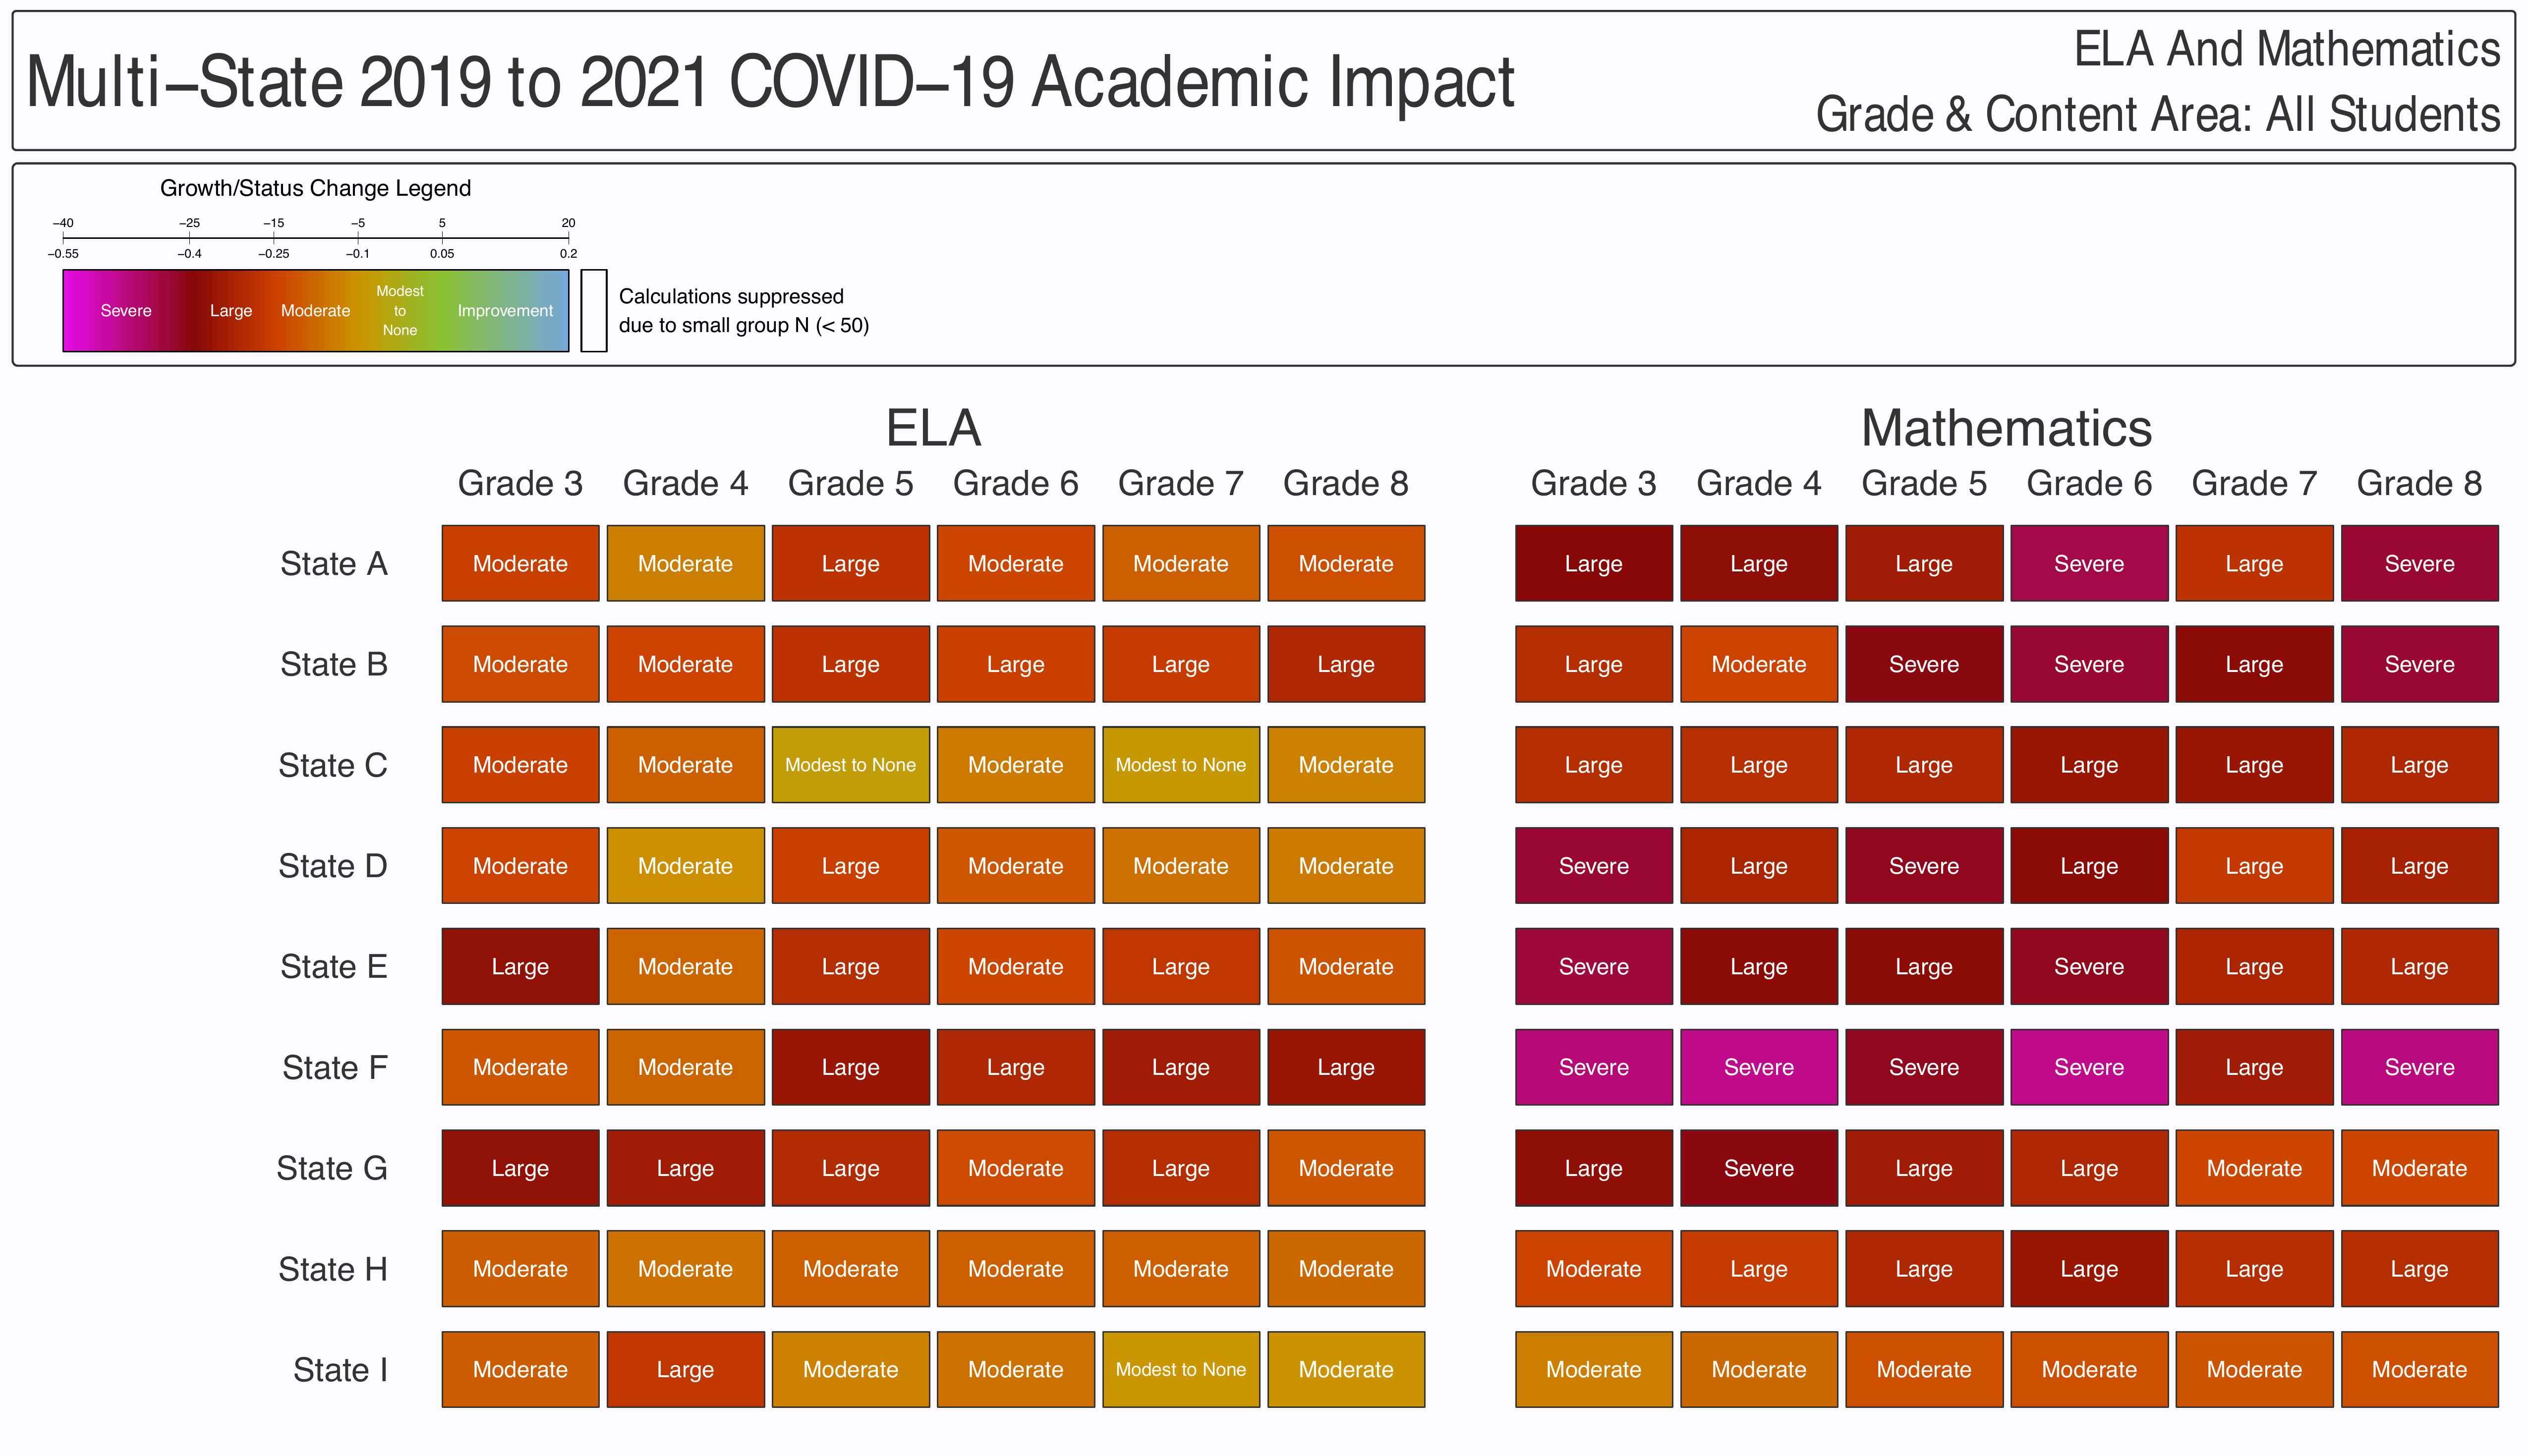 Multi–State 2019 to 2021 COVID–19 Academic Impact
ELA And Mathematics
Grade & Content Area: All Students
Growth/Status Change Legend
−40 −25 −15 −5 5 20
−0.55 −0.4 −0.25 −0.1 0.05 0.2
Severe Large Moderate Modest to None Improvement
Calculations suppressed
due to small group N (< 50)
ELA Mathematics
Grade 3 Grade 4 Grade 5 Grade 6 Grade 7 Grade 8 Grade 3 Grade 4 Grade 5 Grade 6 Grade 7 Grade 8
State A Moderate Moderate Large Moderate Moderate Moderate Large Large Large Severe Large Severe
State B Moderate Moderate Large Large Large Large Large Moderate Severe Severe Large Severe
State C Moderate Moderate Modest to None Moderate Modest to None Moderate Large Large Large Large Large Large
State D Moderate Moderate Large Moderate Moderate Moderate Severe Large Severe Large Large Large
State E Large Moderate Large Moderate Large Moderate Severe Large Large Severe Large Large
State F Moderate Moderate Large Large Large Large Severe Severe Severe Severe Large Severe
State G Large Large Large Moderate Large Moderate Large Severe Large Large Moderate Moderate
State H Moderate Moderate Moderate Moderate Moderate Moderate Moderate Large Large Large Large Large
State I Moderate Large Moderate Moderate Modest to None Moderate Moderate Moderate Moderate Moderate Moderate Moderate